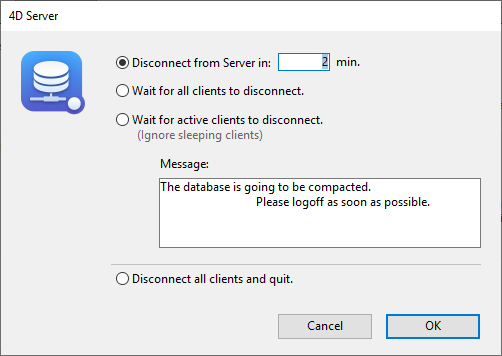 4D Server
Disconnect from Server in: 2 min.
Wait for all clients to disconnect.
Wait for active clients to disconnect.
(Ignore sleeping clients)
Message:
The database is going to be compacted.
Please logoff as soon as possible.
Disconnect all clients and quit.
Cancel OK